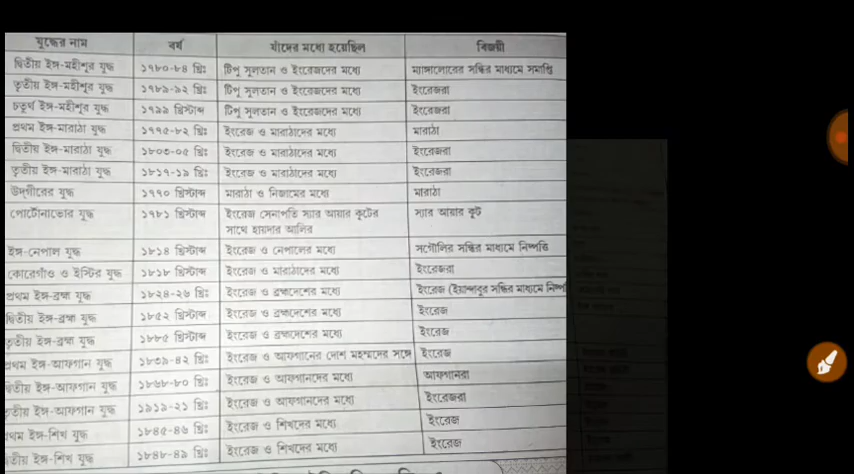 যুদ্ধের নাম বর্ষ যাঁদের মধ্যে হয়েছিল বিজয়ী
দ্বিতীয় ইঙ্গ-মহীশূর যুদ্ধ ১৭৮০-৮৪ খ্রিঃ টিপু সুলতান ও ইংরেজদের মধ্যে ম্যাঙ্গালোরের সন্ধির মাধ্যমে সমাপ্তি
তৃতীয় ইঙ্গ-মহীশূর যুদ্ধ ১৭৮৯-৯২ খ্রিঃ টিপু সুলতান ও ইংরেজদের মধ্যে ইংরেজরা
চতুর্থ ইঙ্গ-মহীশূর যুদ্ধ ১৭৯৯ খ্রিস্টাব্দ টিপু সুলতান ও ইংরেজদের মধ্যে ইংরেজরা
প্রথম ইঙ্গ-মারাঠা যুদ্ধ ১৭৭৫-৮২ খ্রিঃ ইংরেজ ও মারাঠাদের মধ্যে মারাঠা
দ্বিতীয় ইঙ্গ-মারাঠা যুদ্ধ ১৮০৩-০৫ খ্রিঃ ইংরেজ ও মারাঠাদের মধ্যে ইংরেজরা
তৃতীয় ইঙ্গ-মারাঠা যুদ্ধ ১৮১৭-১৯ খ্রিঃ ইংরেজ ও মারাঠাদের মধ্যে ইংরেজরা
উদ্‌গীরের যুদ্ধ ১৭৭০ খ্রিস্টাব্দ মারাঠা ও নিজামের মধ্যে মারাঠা
পোর্টোনাভোর যুদ্ধ ১৭৮১ খ্রিস্টাব্দ ইংরেজ সেনাপতি স্যার আয়ার কূটের স্যার আয়ার কূট
সাথে হায়দার আলির
ইঙ্গ-নেপাল যুদ্ধ ১৮১৪ খ্রিস্টাব্দ ইংরেজ ও নেপালের মধ্যে সগৌলির সন্ধির মাধ্যমে নিষ্পত্তি
কোরেগাঁও ও ইস্টির যুদ্ধ ১৮১৮ খ্রিস্টাব্দ ইংরেজ ও মারাঠাদের মধ্যে ইংরেজরা
প্রথম ইঙ্গ-ব্রহ্ম যুদ্ধ ১৮২৪-২৬ খ্রিঃ ইংরেজ ও ব্রহ্মদেশের মধ্যে ইংরেজ (ইয়ান্দাবুর সন্ধির মাধ্যমে
দ্বিতীয় ইঙ্গ-ব্রহ্ম যুদ্ধ ১৮৫২ খ্রিস্টাব্দ ইংরেজ ও ব্রহ্মদেশের মধ্যে ইংরেজ
তৃতীয় ইঙ্গ-ব্রহ্ম যুদ্ধ ১৮৮৫ খ্রিস্টাব্দ ইংরেজ ও ব্রহ্মদেশের মধ্যে ইংরেজ
প্রথম ইঙ্গ-আফগান যুদ্ধ ১৮৩৯-৪২ খ্রিঃ ইংরেজ ও আফগানের দোশ মহম্মদের সঙ্গে ইংরেজ
দ্বিতীয় ইঙ্গ-আফগান যুদ্ধ ১৮৬৮-৮০ খ্রিঃ ইংরেজ ও আফগানদের মধ্যে আফগানরা
তৃতীয় ইঙ্গ-আফগান যুদ্ধ ১৯১৯-২১ খ্রিঃ ইংরেজ ও আফগানদের মধ্যে ইংরেজরা
প্রথম ইঙ্গ-শিখ যুদ্ধ ১৮৪৫-৪৬ খ্রিঃ ইংরেজ ও শিখদের মধ্যে ইংরেজ
দ্বিতীয় ইঙ্গ-শিখ যুদ্ধ ১৮৪৮-৪৯ খ্রিঃ ইংরেজ ও শিখদের মধ্যে ইংরেজ